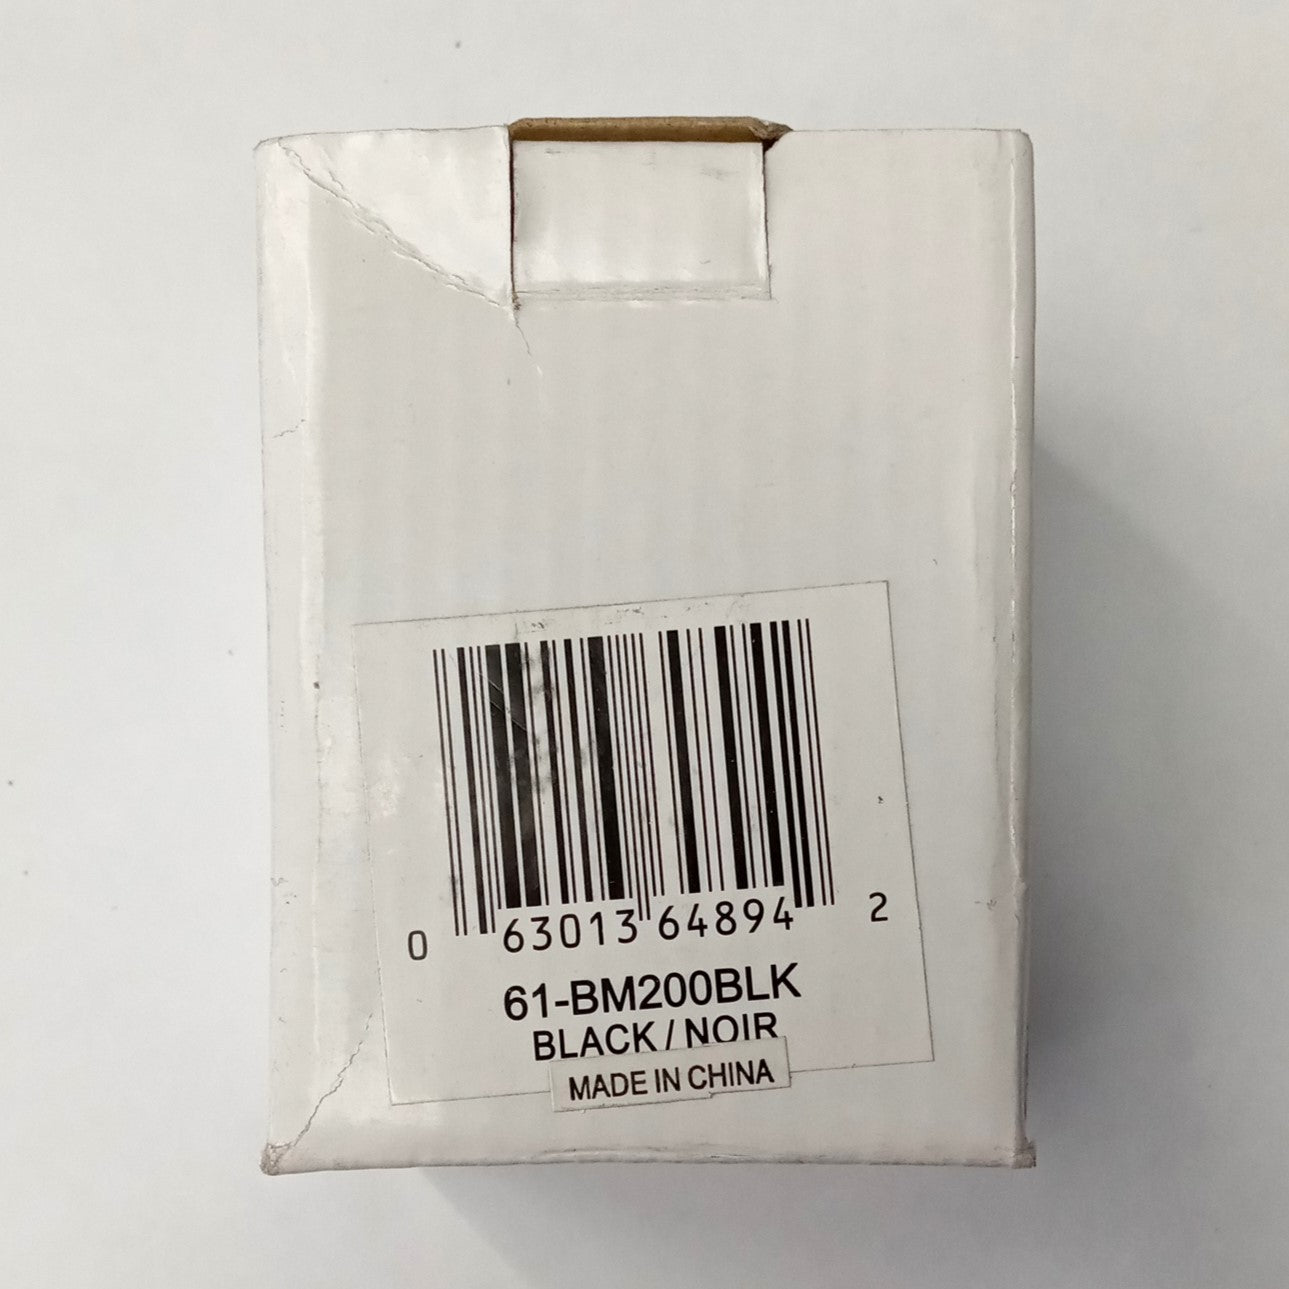 0 63013 64894 2
61-BM200BLK
BLACK / NOIR
MADE IN CHINA